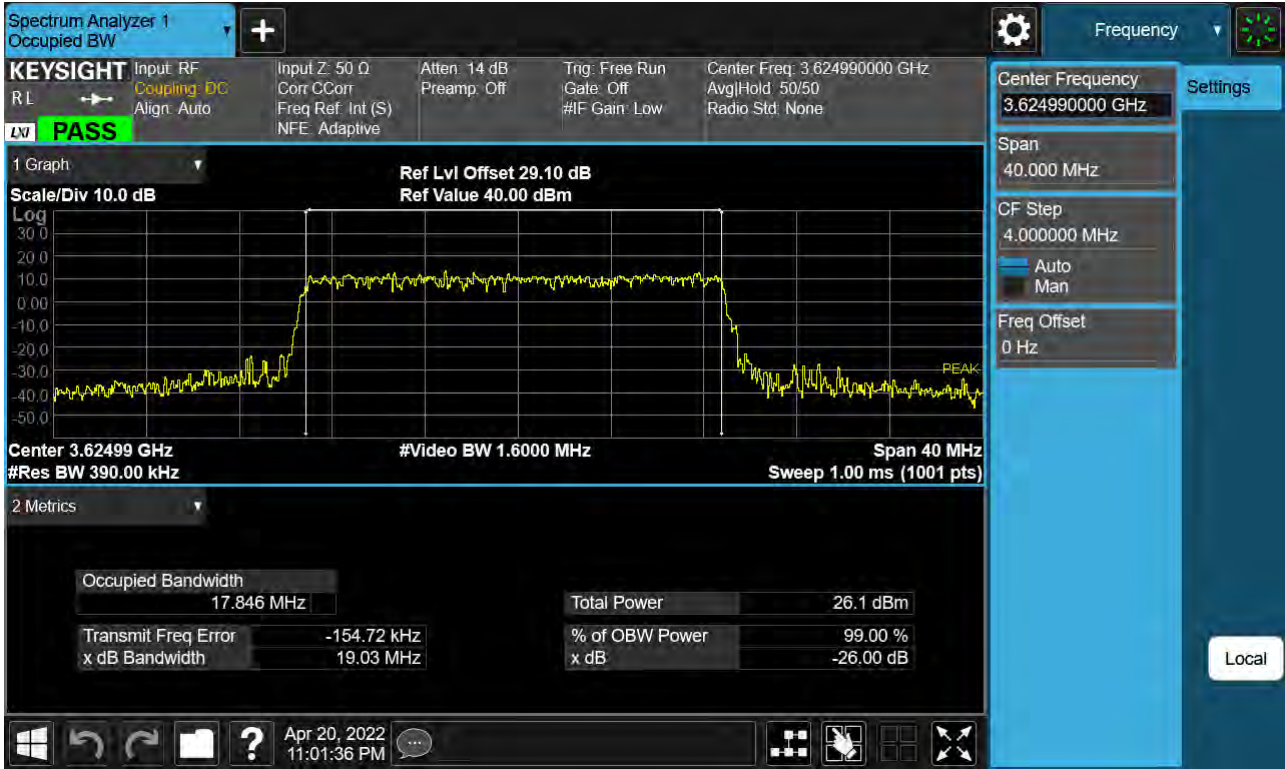 Spectrum Analyzer 1
Occupied BW
Frequency
KEYSIGHT
RL
LXI
PASS
Input: RF
Coupling: DC
Align: Auto
Input Z: 50 Ω
Corr CCorr
Freq Ref: Int (S)
NFE: Adaptive
Atten: 14 dB
Preamp: Off
Trig: Free Run
Gate: Off
#IF Gain: Low
Center Freq: 3.624990000 GHz
Avg|Hold: 50/50
Radio Std: None
Center Frequency
3.624990000 GHz
Settings
Span
40.000 MHz
CF Step
4.000000 MHz
Auto
Man
Freq Offset
0 Hz
Local
1 Graph
Scale/Div 10.0 dB
Ref Lvl Offset 29.10 dB
Ref Value 40.00 dBm
Log
30.0
20.0
10.0
0.00
-10.0
-20.0
-30.0
-40.0
-50.0
PEAK
Center 3.62499 GHz
#Video BW 1.6000 MHz
Span 40 MHz
#Res BW 390.00 kHz
Sweep 1.00 ms (1001 pts)
2 Metrics
Occupied Bandwidth
17.846 MHz
Total Power 26.1 dBm
Transmit Freq Error -154.72 kHz
% of OBW Power 99.00 %
x dB Bandwidth 19.03 MHz
x dB -26.00 dB
?
Apr 20, 2022
11:01:36 PM